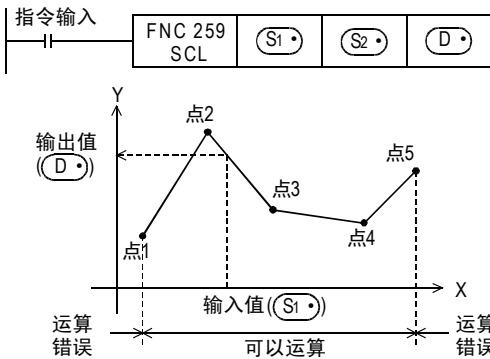 指令输入
FNC 259
SCL
S1 •
S2 •
D •
Y
点2
输出值
(D •)
点5
点3
点1
点4
X
输入值(S1 •)
运算
错误
可以运算
运算
错误